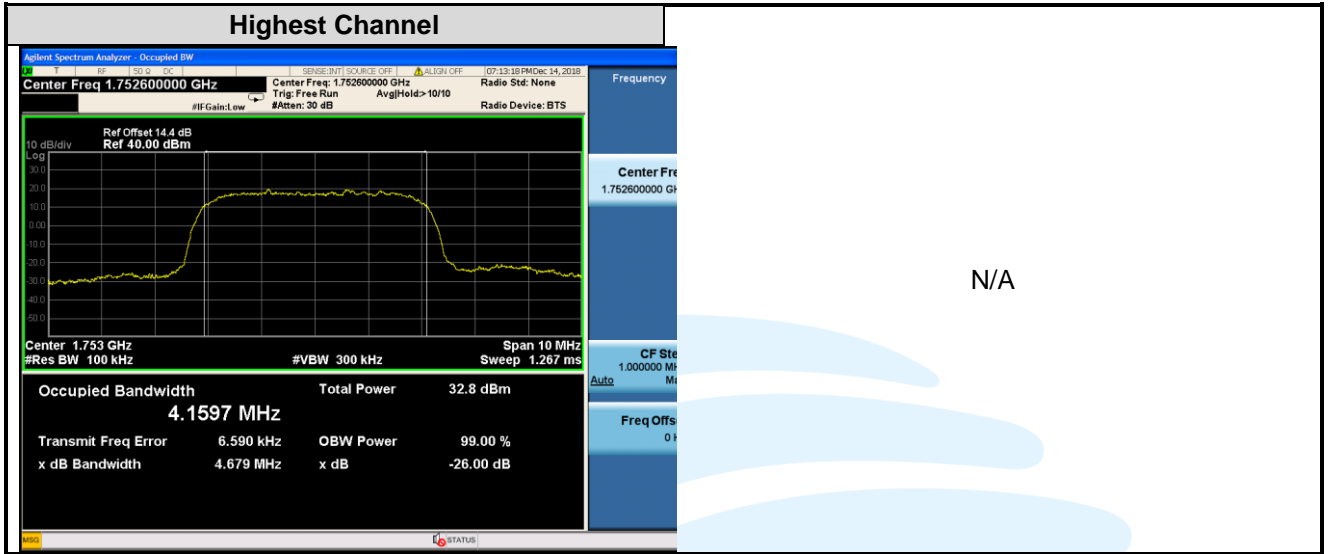 Highest Channel
Agilent Spectrum Analyzer - Occupied BW
T RF 50 Ω DC SENSE:INT SOURCE OFF ALIGN OFF 07:13:18 PM Dec 14, 2018
Center Freq 1.752600000 GHz
Center Freq: 1.752600000 GHz
Radio Std: None
Trig: Free Run Avg|Hold:>10/10
#IFGain:Low
#Atten: 30 dB
Radio Device: BTS
Frequency
Ref Offset 14.4 dB
10 dB/div Ref 40.00 dBm
Log
30.0
20.0
10.0
0.00
-10.0
-20.0
-30.0
-40.0
-50.0
Center Fre
1.752600000 GH
Center 1.753 GHz Span 10 MHz
#Res BW 100 kHz #VBW 300 kHz Sweep 1.267 ms
CF Ste
1.000000 MH
Auto Ma
Occupied Bandwidth Total Power 32.8 dBm
4.1597 MHz
Transmit Freq Error 6.590 kHz OBW Power 99.00 %
x dB Bandwidth 4.679 MHz x dB -26.00 dB
Freq Offs
0 H
MSG STATUS
N/A